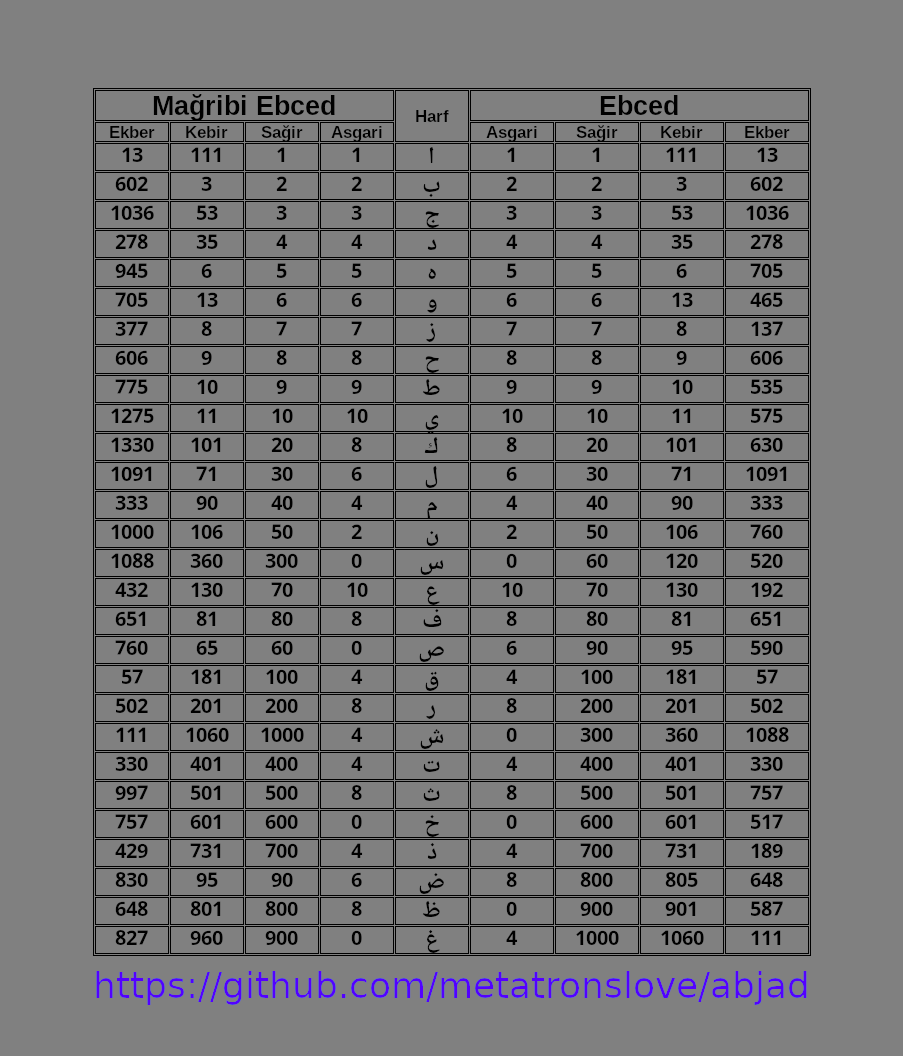 Mağribi Ebced Harf Ebced
Ekber Kebir Sağir Asgari Asgari Sağir Kebir Ekber
13 111 1 1 ا 1 1 111 13
602 3 2 2 ب 2 2 3 602
1036 53 3 3 ج 3 3 53 1036
278 35 4 4 د 4 4 35 278
945 6 5 5 ه 5 5 6 705
705 13 6 6 و 6 6 13 465
377 8 7 7 ز 7 7 8 137
606 9 8 8 ح 8 8 9 606
775 10 9 9 ط 9 9 10 535
1275 11 10 10 ي 10 10 11 575
1330 101 20 8 ك 8 20 101 630
1091 71 30 6 ل 6 30 71 1091
333 90 40 4 م 4 40 90 333
1000 106 50 2 ن 2 50 106 760
1088 360 300 0 س 0 60 120 520
432 130 70 10 ع 10 70 130 192
651 81 80 8 ف 8 80 81 651
760 65 60 0 ص 6 90 95 590
57 181 100 4 ق 4 100 181 57
502 201 200 8 ر 8 200 201 502
111 1060 1000 4 ش 0 300 360 1088
330 401 400 4 ت 4 400 401 330
997 501 500 8 ث 8 500 501 757
757 601 600 0 خ 0 600 601 517
429 731 700 4 ذ 4 700 731 189
830 95 90 6 ض 8 800 805 648
648 801 800 8 ظ 0 900 901 587
827 960 900 0 غ 4 1000 1060 111
https://github.com/metatronslove/abjad